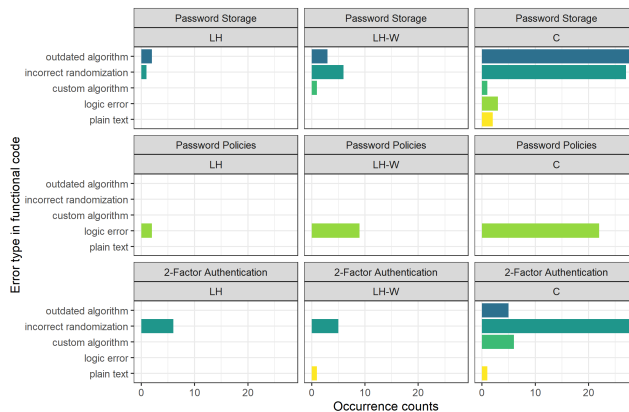 Password Storage Password Storage Password Storage
LH LH-W C
outdated algorithm
incorrect randomization
custom algorithm
logic error
plain text
Password Policies Password Policies Password Policies
LH LH-W C
outdated algorithm
incorrect randomization
custom algorithm
logic error
plain text
2-Factor Authentication 2-Factor Authentication 2-Factor Authentication
LH LH-W C
outdated algorithm
incorrect randomization
custom algorithm
logic error
plain text
0 10 20 0 10 20 0 10 20
Occurrence counts
Error type in functional code